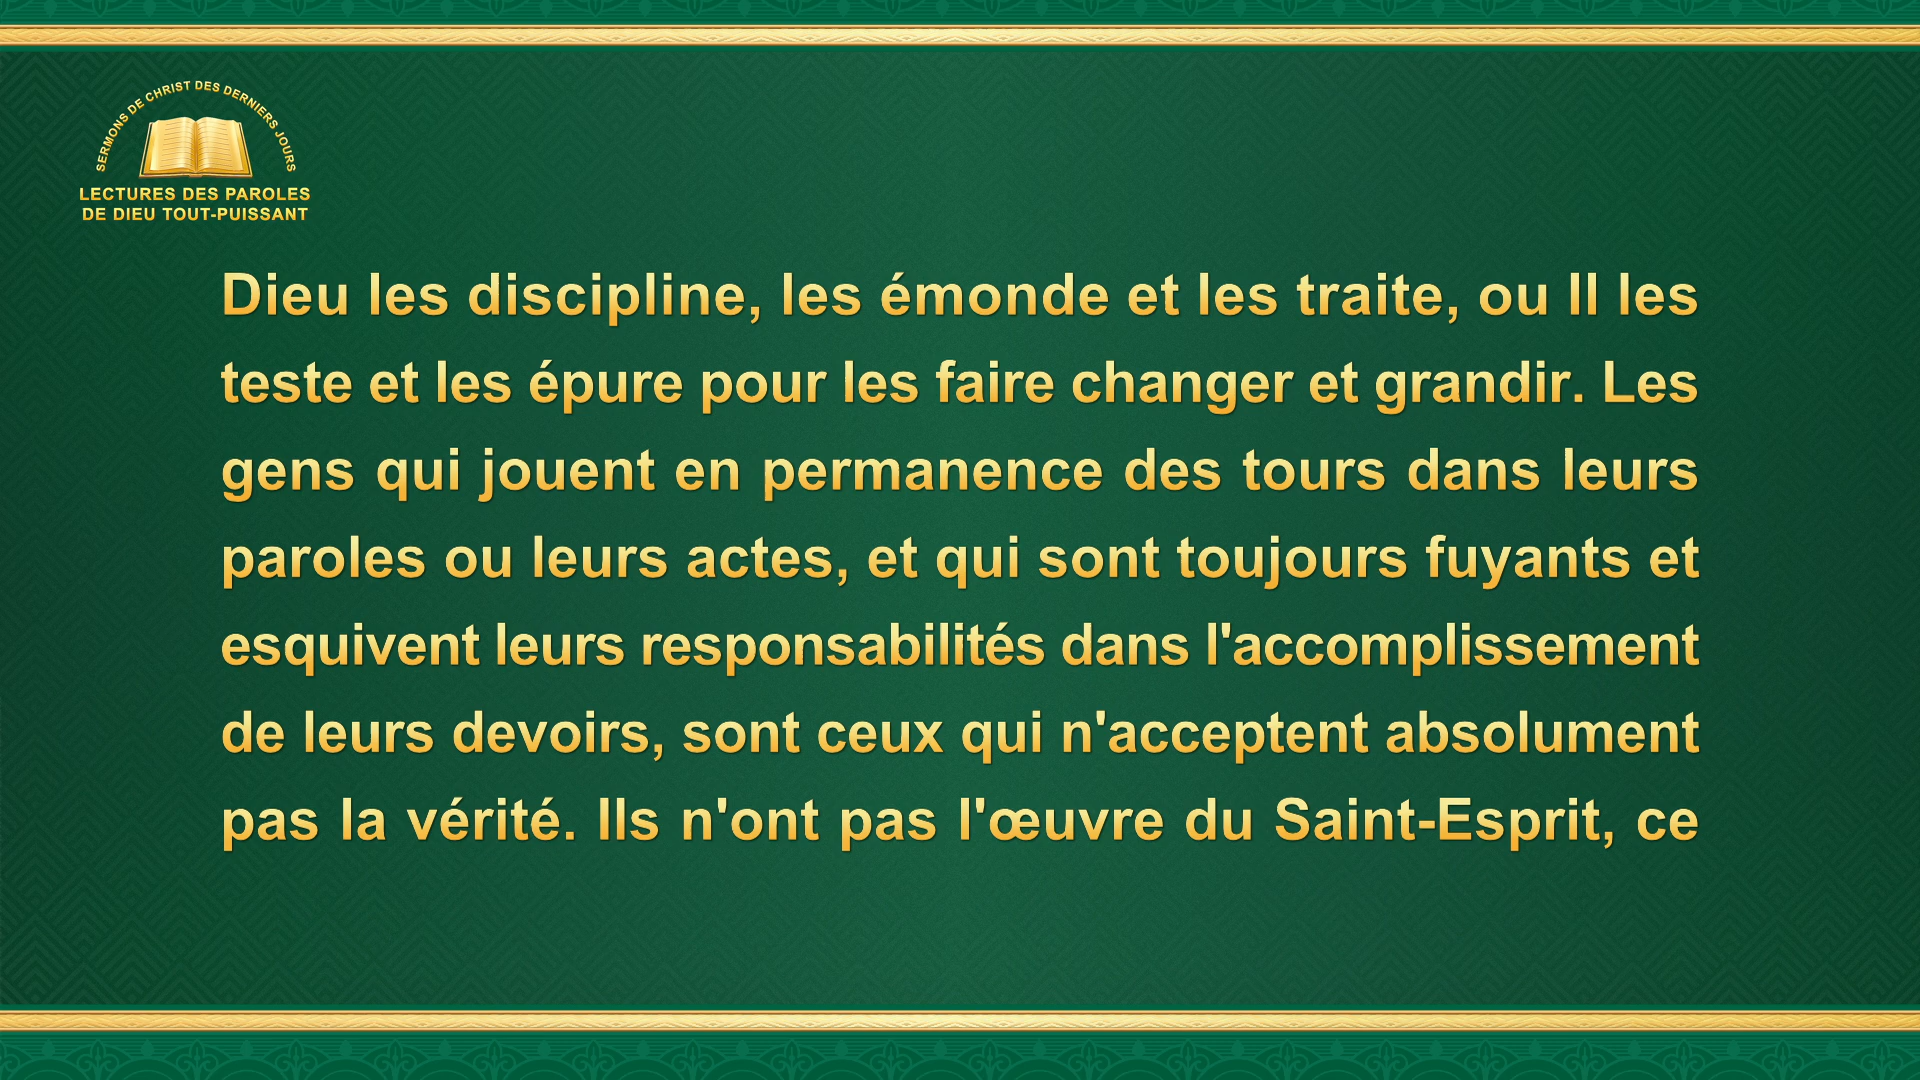 SERMONS DE CHRIST DES DERNIERS JOURS
LECTURES DES PAROLES
DE DIEU TOUT-PUISSANT
Dieu les discipline, les émonde et les traite, ou Il les
teste et les épure pour les faire changer et grandir. Les
gens qui jouent en permanence des tours dans leurs
paroles ou leurs actes, et qui sont toujours fuyants et
esquivent leurs responsabilités dans l'accomplissement
de leurs devoirs, sont ceux qui n'acceptent absolument
pas la vérité. Ils n'ont pas l'œuvre du Saint-Esprit, ce